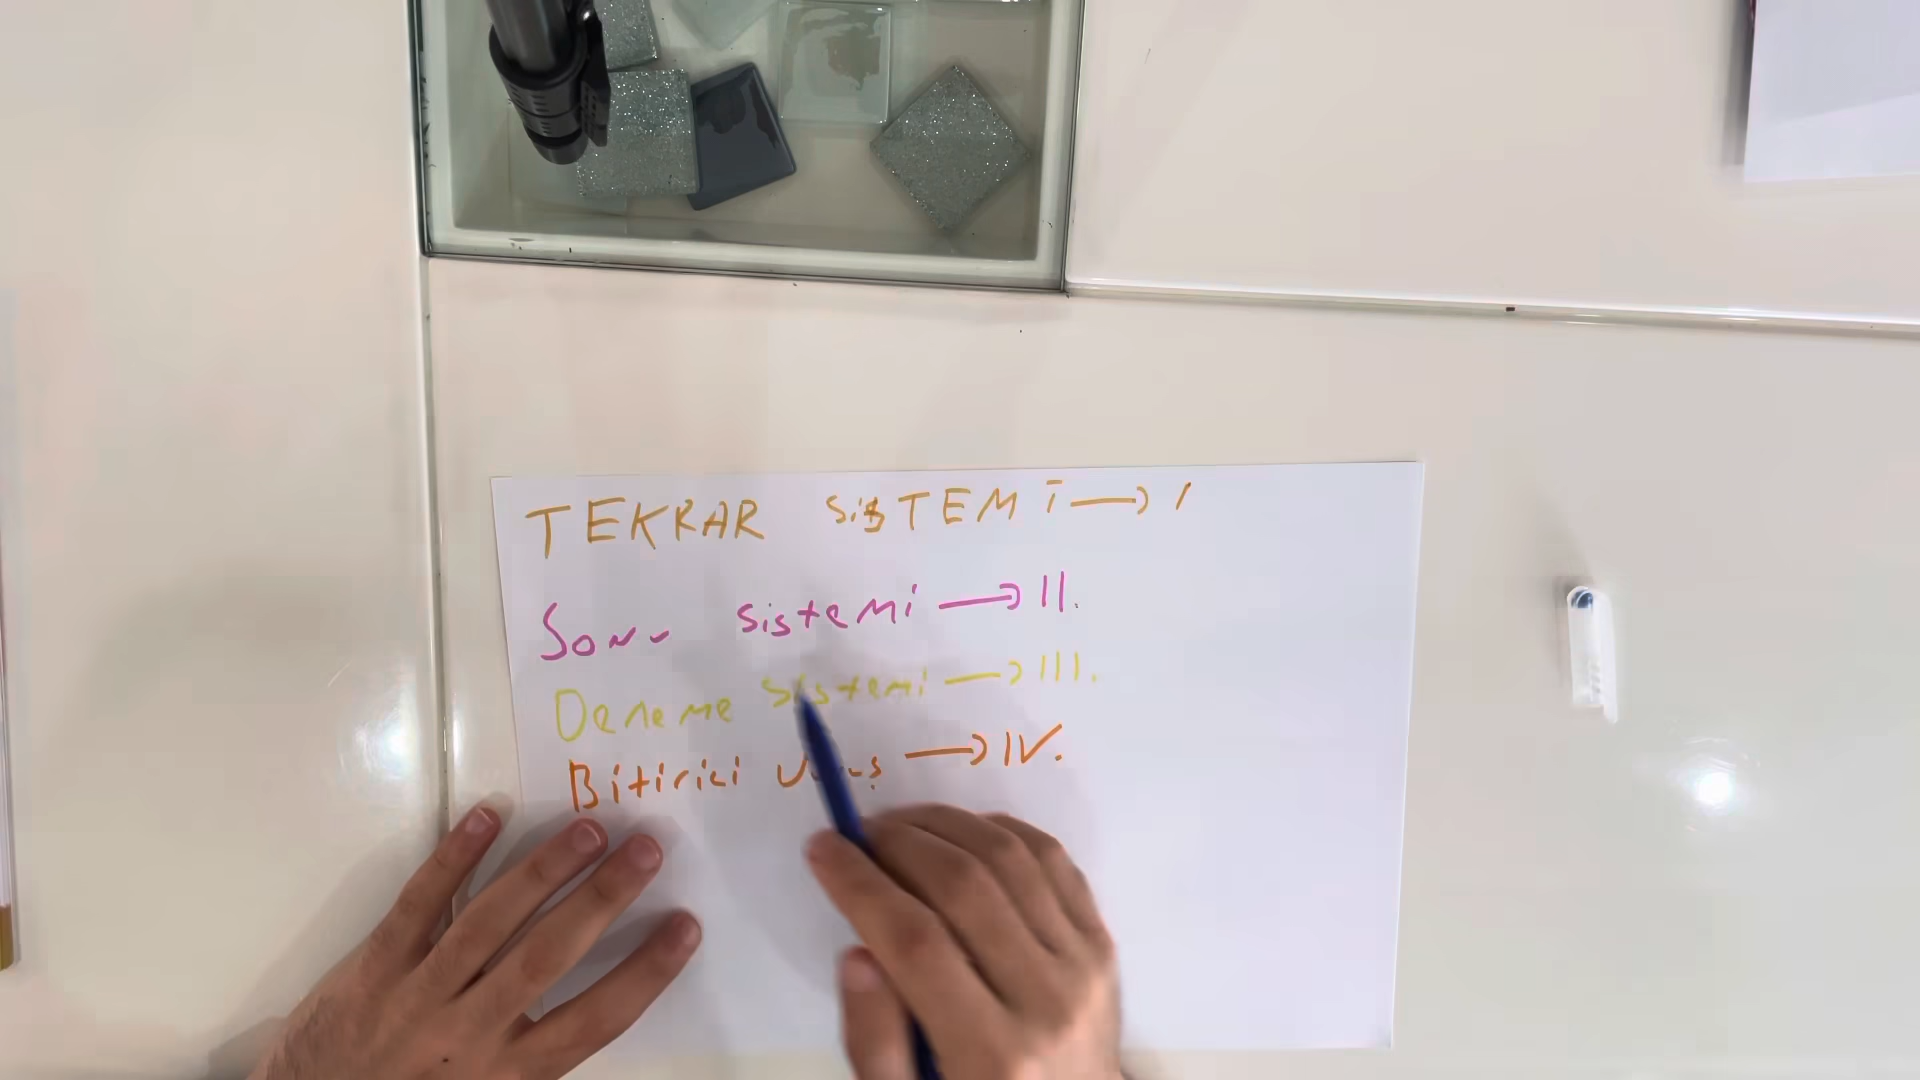 TEKRAR SİSTEMİ → I
Soru sistemi → II.
Deneme sistemi → III.
Bitirici → IV.